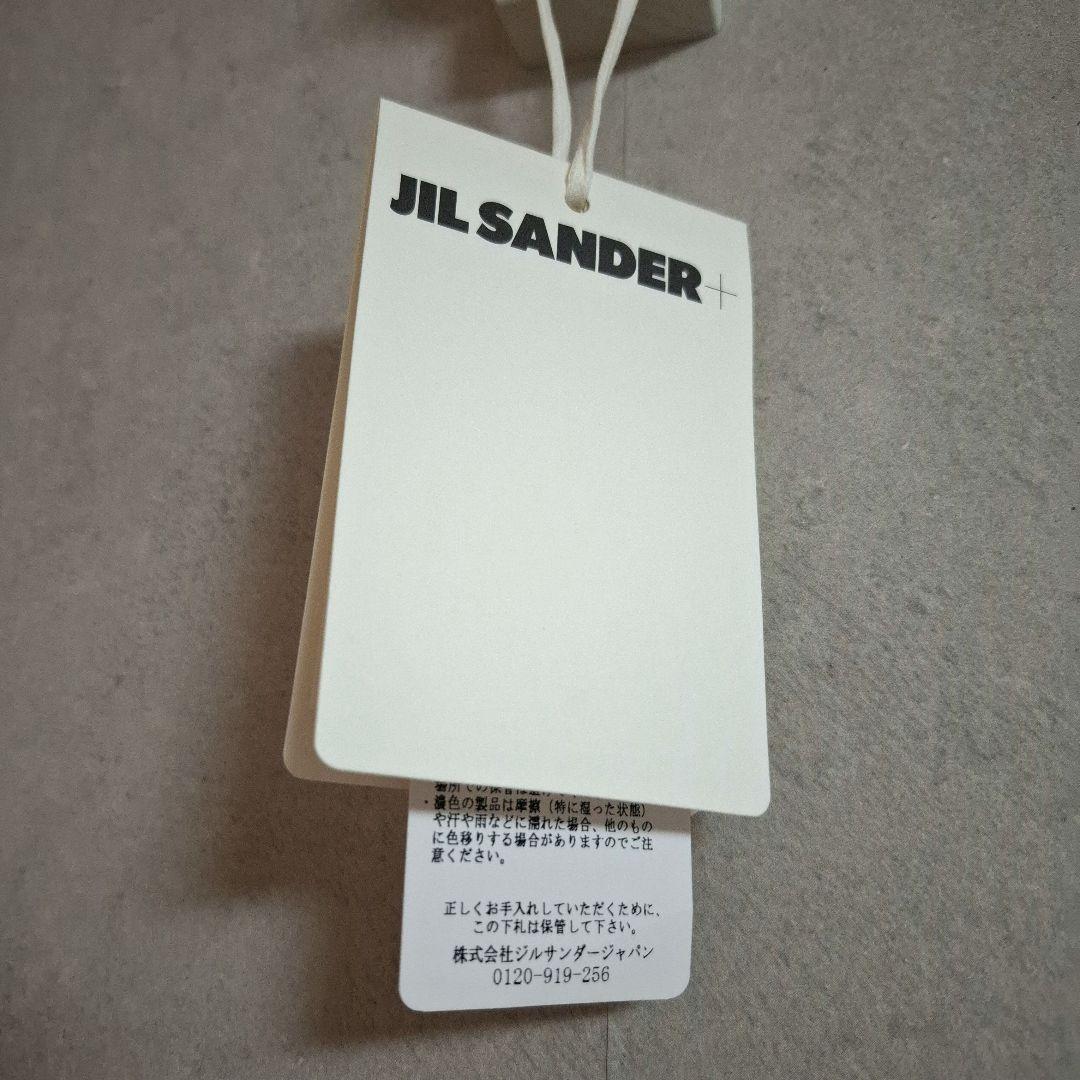 JIL SANDER+
・濃色の製品は摩擦（特に湿った状態）
や汗や雨などに濡れた場合、他のもの
に色移りする場合がありますのでご注
意ください。
正しくお手入れしていただくために、
この下札は保管して下さい。
株式会社ジルサンダージャパン
0120-919-256